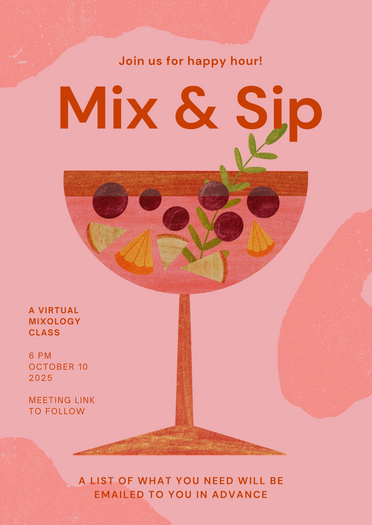 Join us for happy hour!
Mix & Sip
A VIRTUAL
MIXOLOGY
CLASS
6 PM
OCTOBER 10
2025
MEETING LINK
TO FOLLOW
A LIST OF WHAT YOU NEED WILL BE
EMAILED TO YOU IN ADVANCE